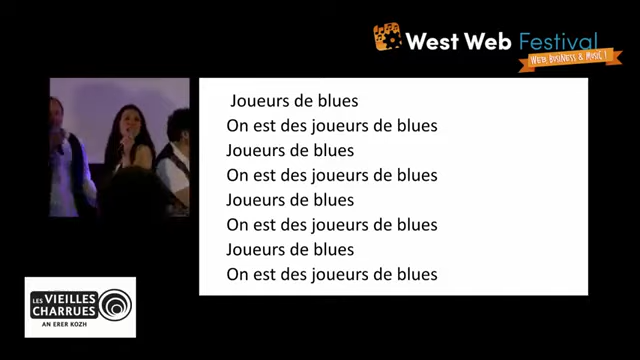 West Web Festival
WEB, BUSINESS & MUSIC !
Joueurs de blues
On est des joueurs de blues
Joueurs de blues
On est des joueurs de blues
Joueurs de blues
On est des joueurs de blues
Joueurs de blues
On est des joueurs de blues
LES VIEILLES
CHARRUES
AN ERER KOZH